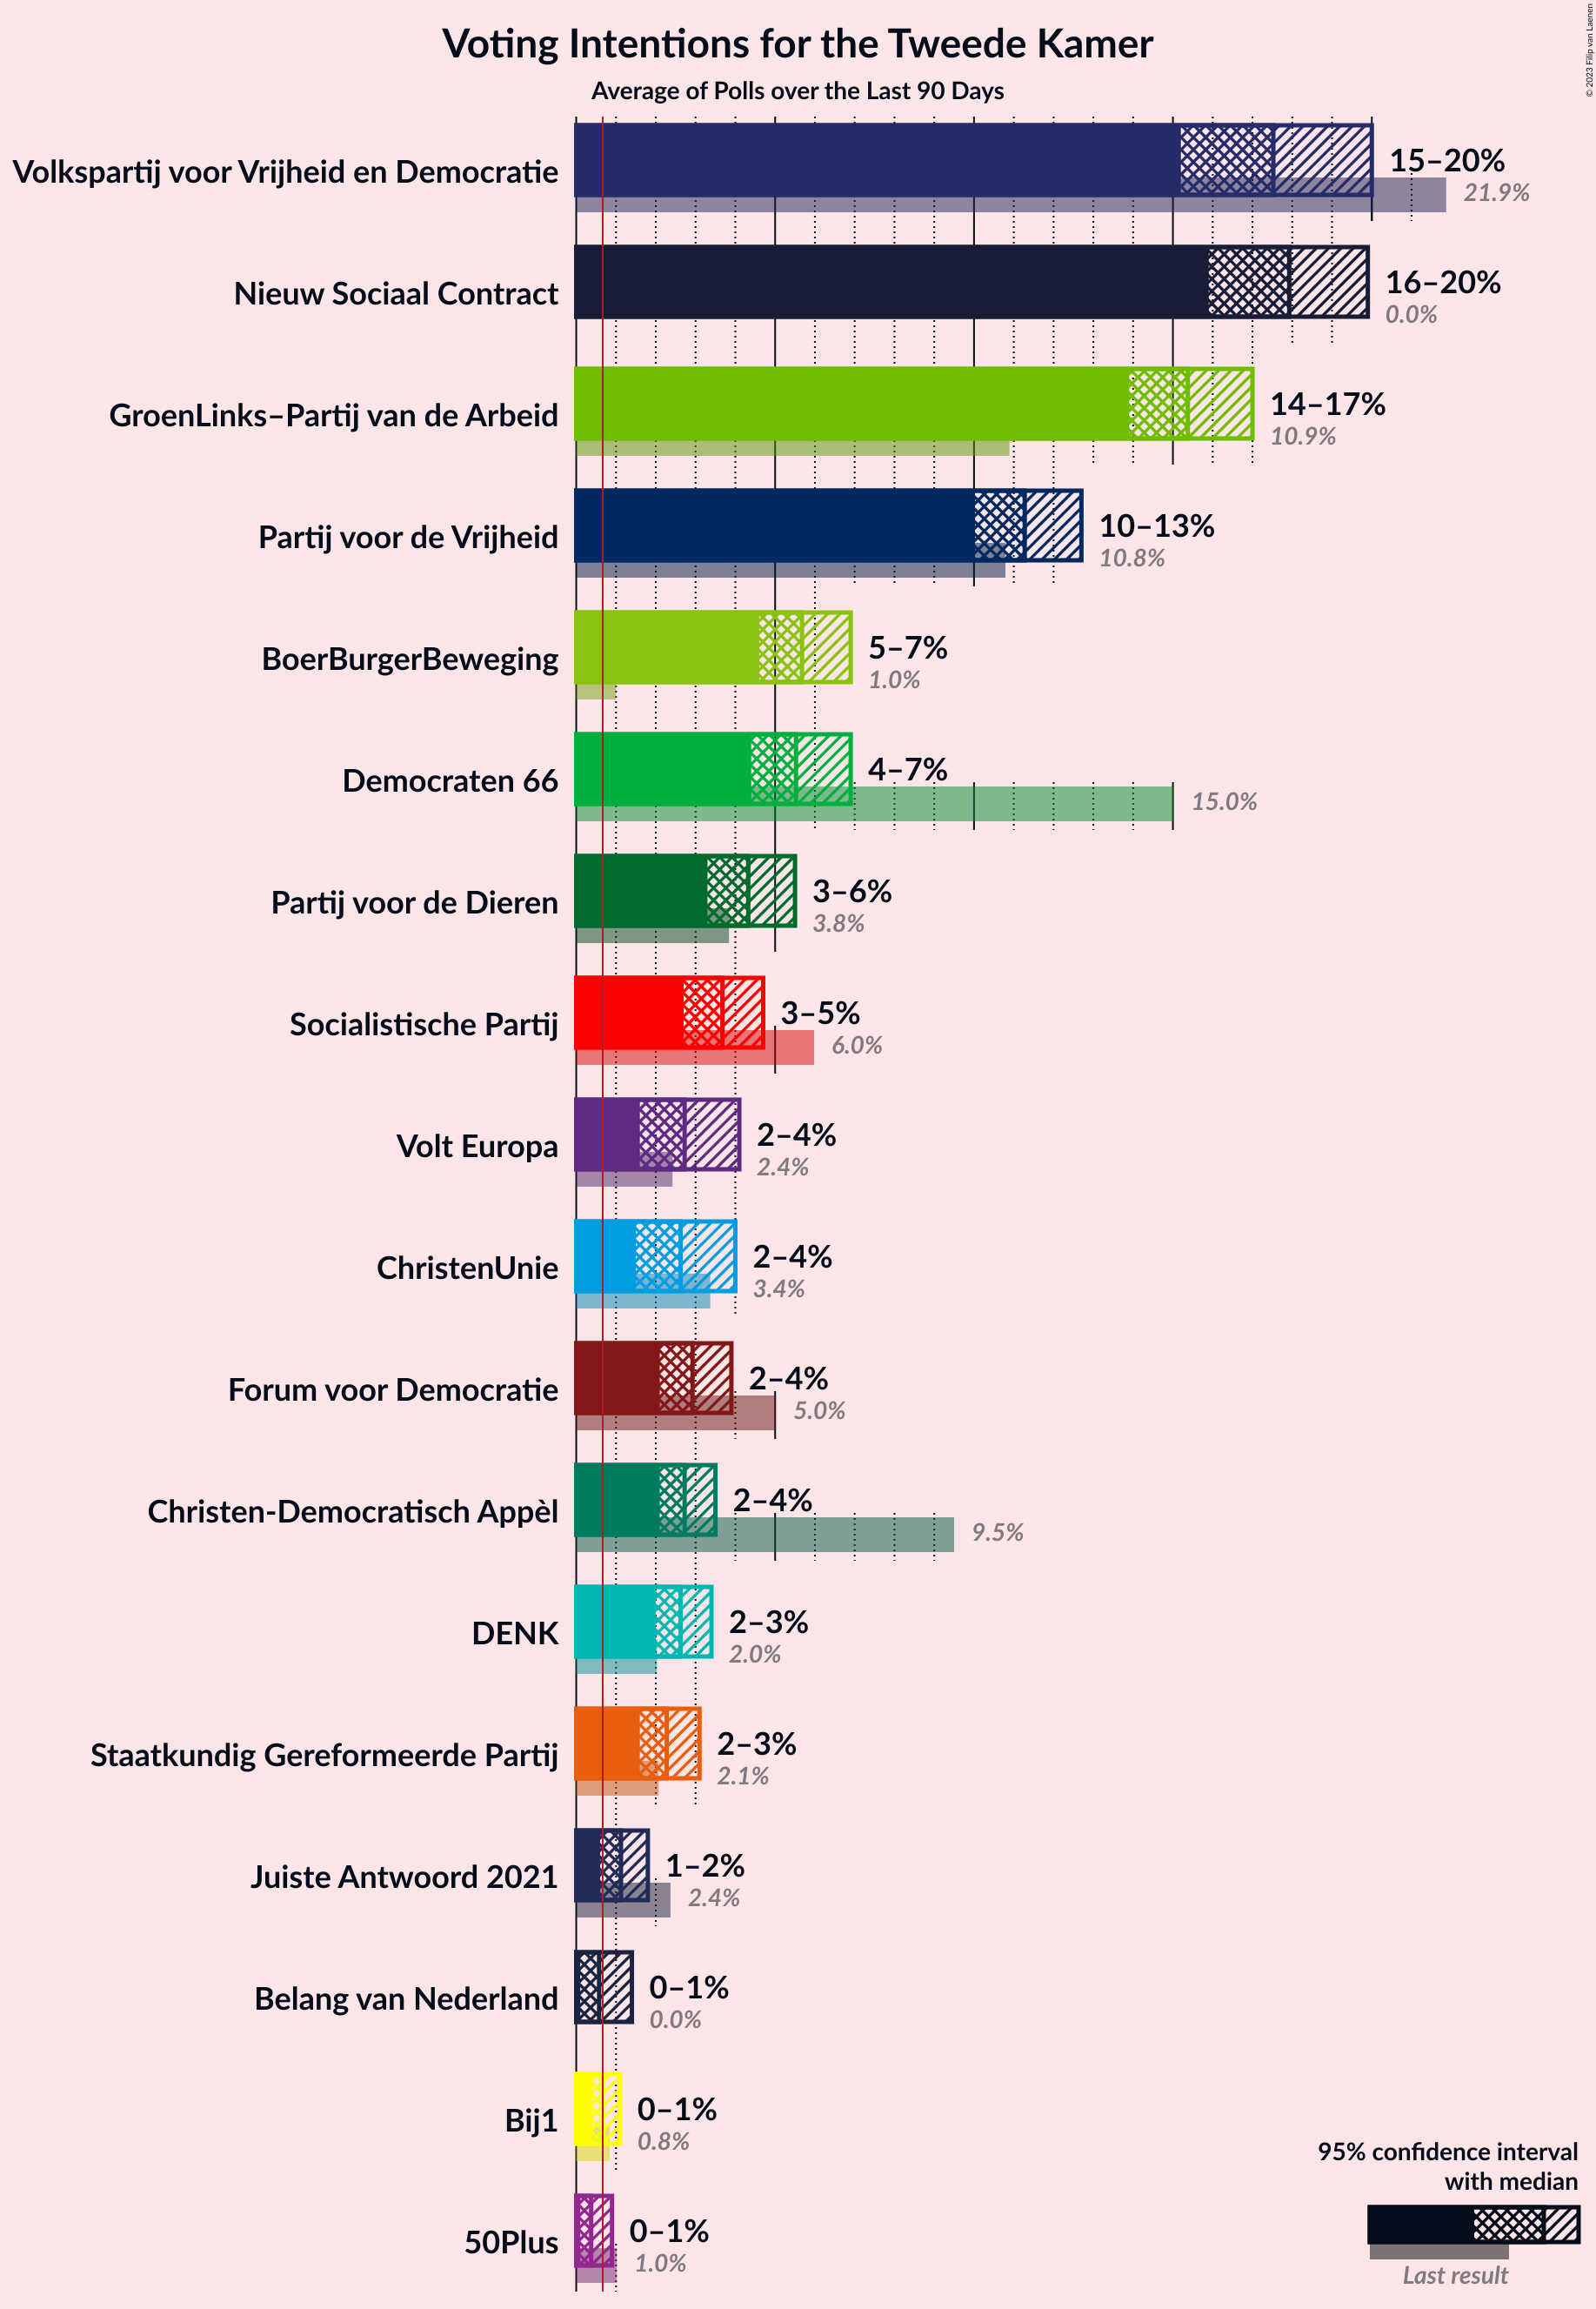 Voting Intentions for the Tweede Kamer
Average of Polls over the Last 90 Days
© 2023 Filip van Laenen
Volkspartij voor Vrijheid en Democratie
15–20%
21.9%
Nieuw Sociaal Contract
16–20%
0.0%
GroenLinks–Partij van de Arbeid
14–17%
10.9%
Partij voor de Vrijheid
10–13%
10.8%
BoerBurgerBeweging
5–7%
1.0%
Democraten 66
4–7%
15.0%
Partij voor de Dieren
3–6%
3.8%
Socialistische Partij
3–5%
6.0%
Volt Europa
2–4%
2.4%
ChristenUnie
2–4%
3.4%
Forum voor Democratie
2–4%
5.0%
Christen-Democratisch Appèl
2–4%
9.5%
DENK
2–3%
2.0%
Staatkundig Gereformeerde Partij
2–3%
2.1%
Juiste Antwoord 2021
1–2%
2.4%
Belang van Nederland
0–1%
0.0%
Bij1
0–1%
0.8%
50Plus
0–1%
1.0%
95% confidence interval
with median
Last result